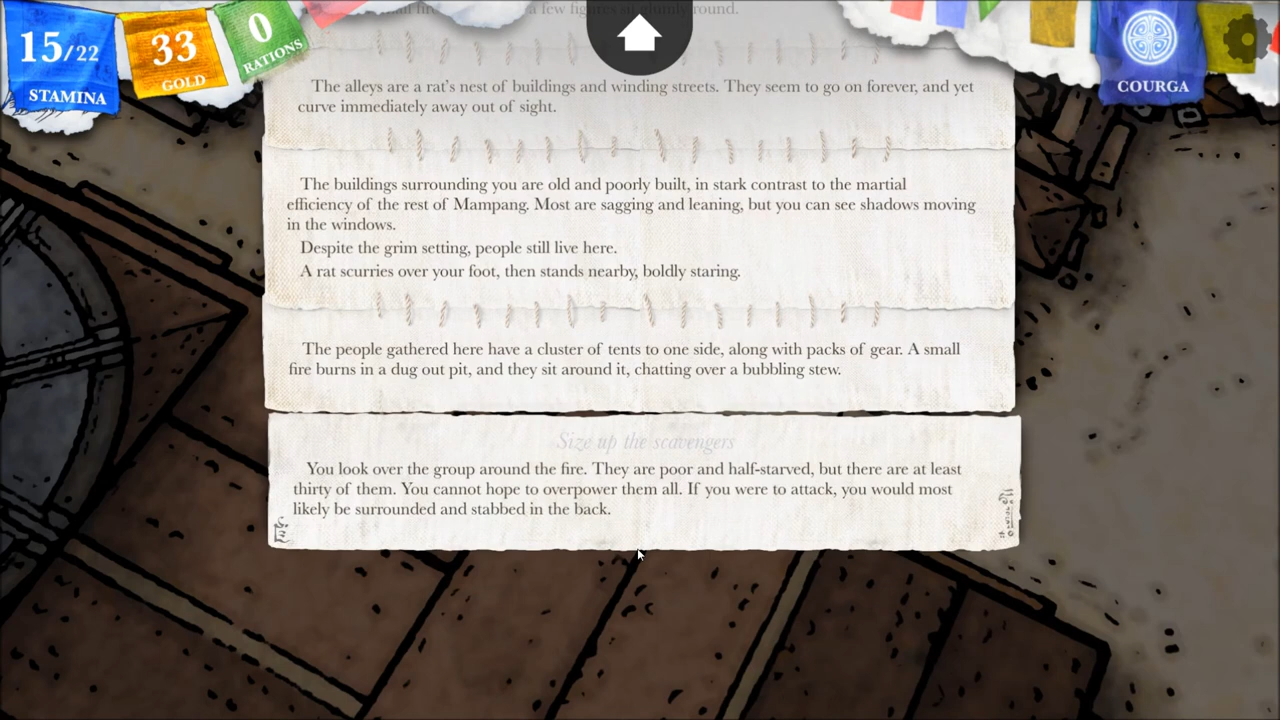 15/22
STAMINA
33
GOLD
0
RATIONS
COURGA
a few figures sit glumly round.
The alleys are a rat's nest of buildings and winding streets. They seem to go on forever, and yet
curve immediately away out of sight.
The buildings surrounding you are old and poorly built, in stark contrast to the martial
efficiency of the rest of Mampang. Most are sagging and leaning, but you can see shadows moving
in the windows.
Despite the grim setting, people still live here.
A rat scurries over your foot, then stands nearby, boldly staring.
The people gathered here have a cluster of tents to one side, along with packs of gear. A small
fire burns in a dug out pit, and they sit around it, chatting over a bubbling stew.
Size up the scavengers
You look over the group around the fire. They are poor and half-starved, but there are at least
thirty of them. You cannot hope to overpower them all. If you were to attack, you would most
likely be surrounded and stabbed in the back.